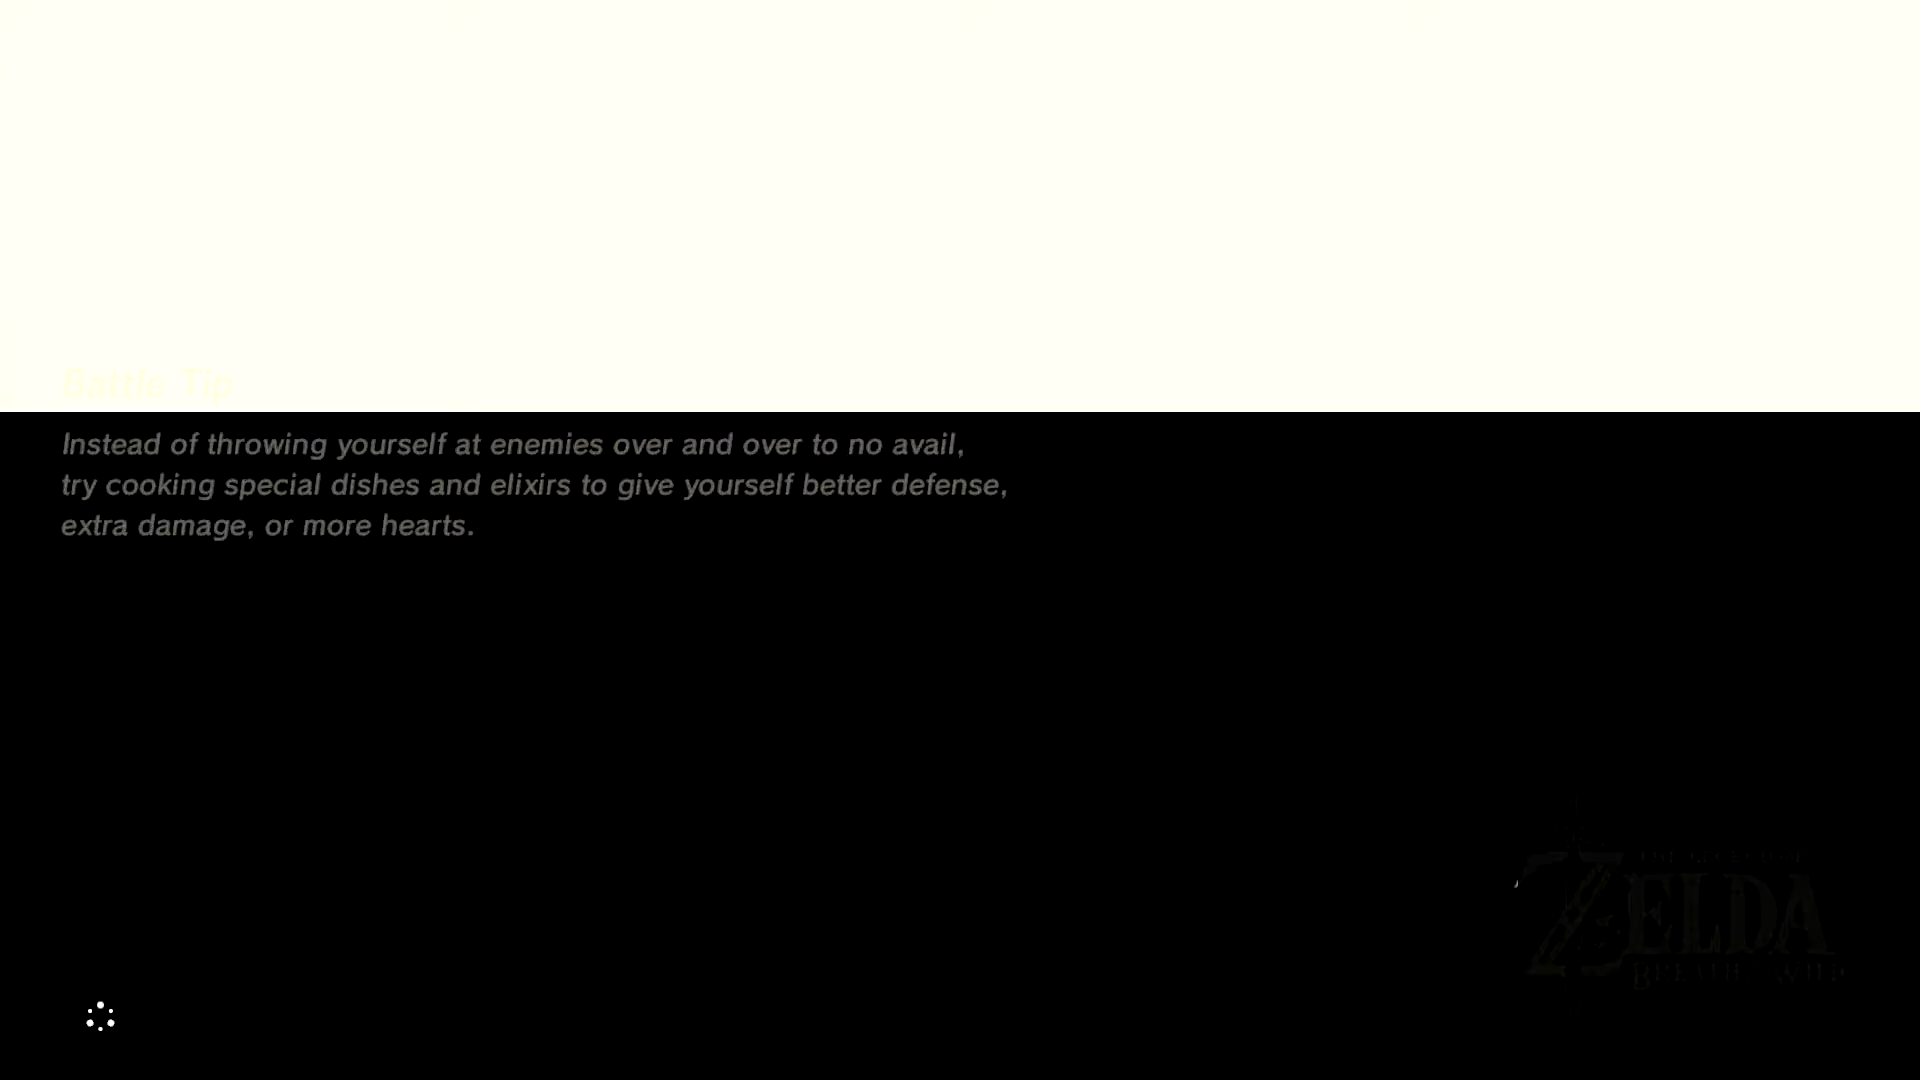 Battle Tip
Instead of throwing yourself at enemies over and over to no avail,
try cooking special dishes and elixirs to give yourself better defense,
extra damage, or more hearts.
ZELDA